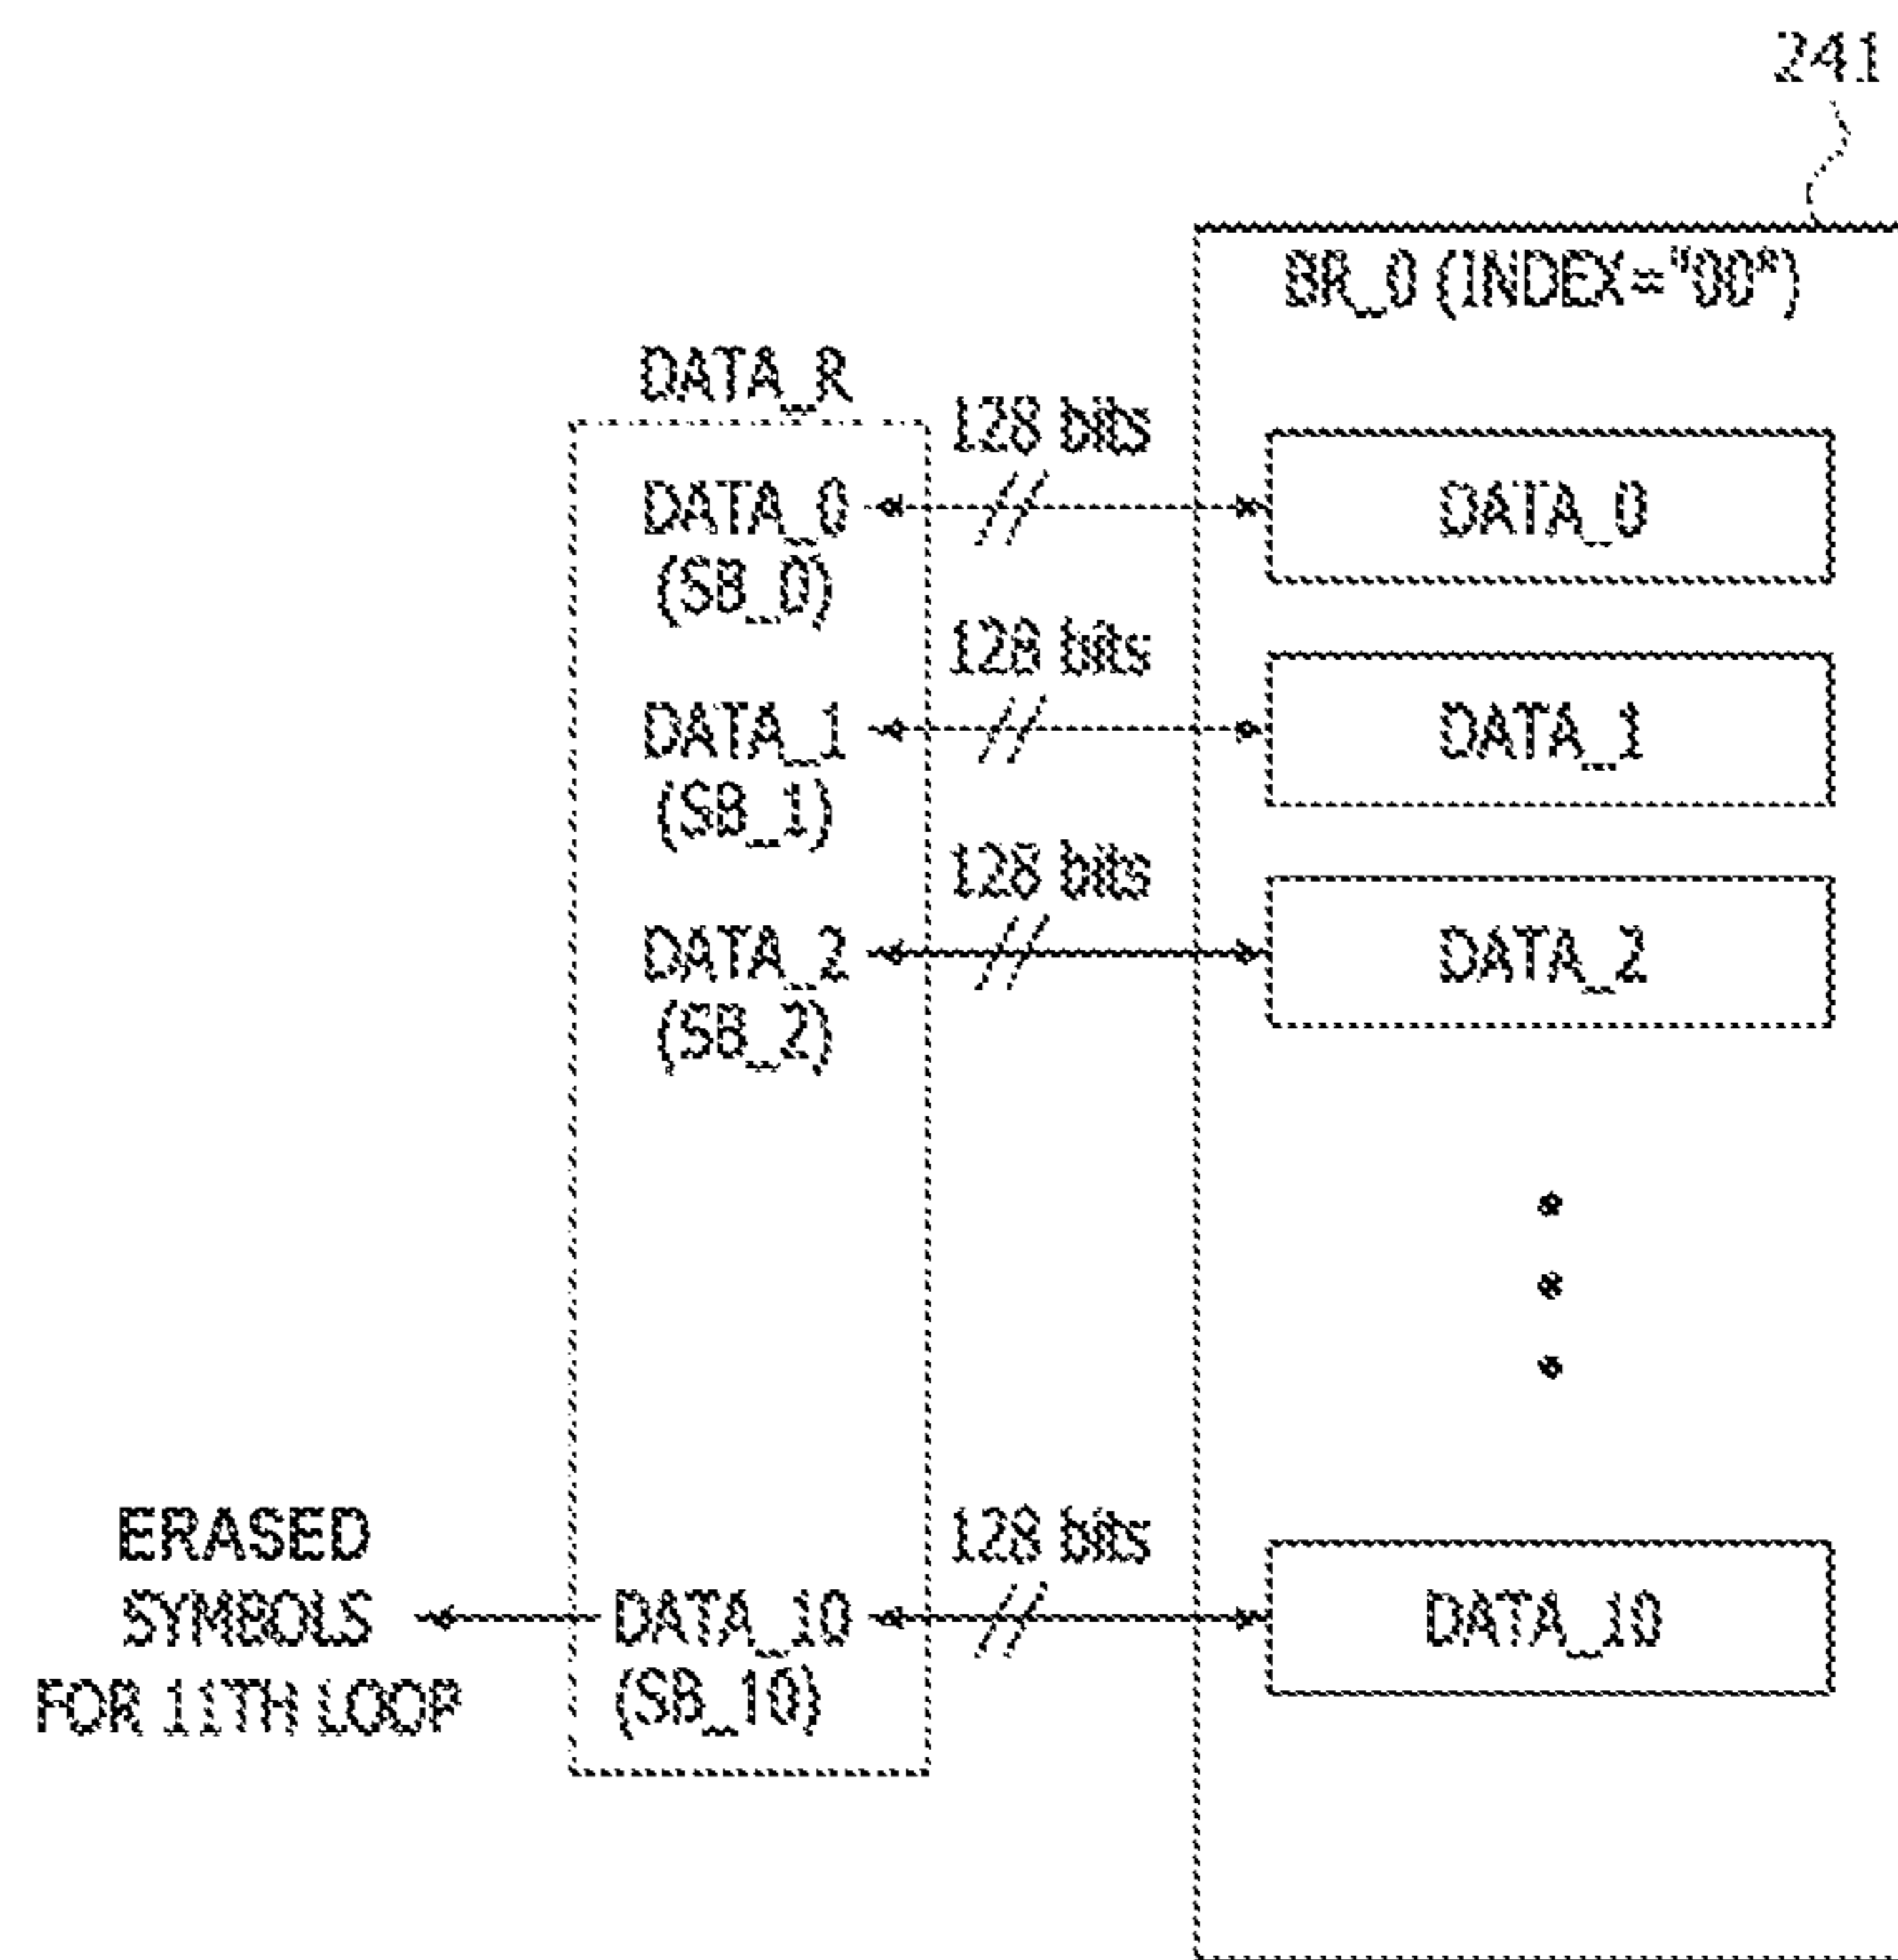 241
BR_0 (INDEX="00")
DATA_R
128 bits
DATA_0
(SB_0)
DATA_0
128 bits
DATA_1
(SB_1)
DATA_1
128 bits
DATA_2
(SB_2)
DATA_2
ERASED
SYMBOLS
FOR 11TH LOOP
128 bits
DATA_10
(SB_10)
DATA_10